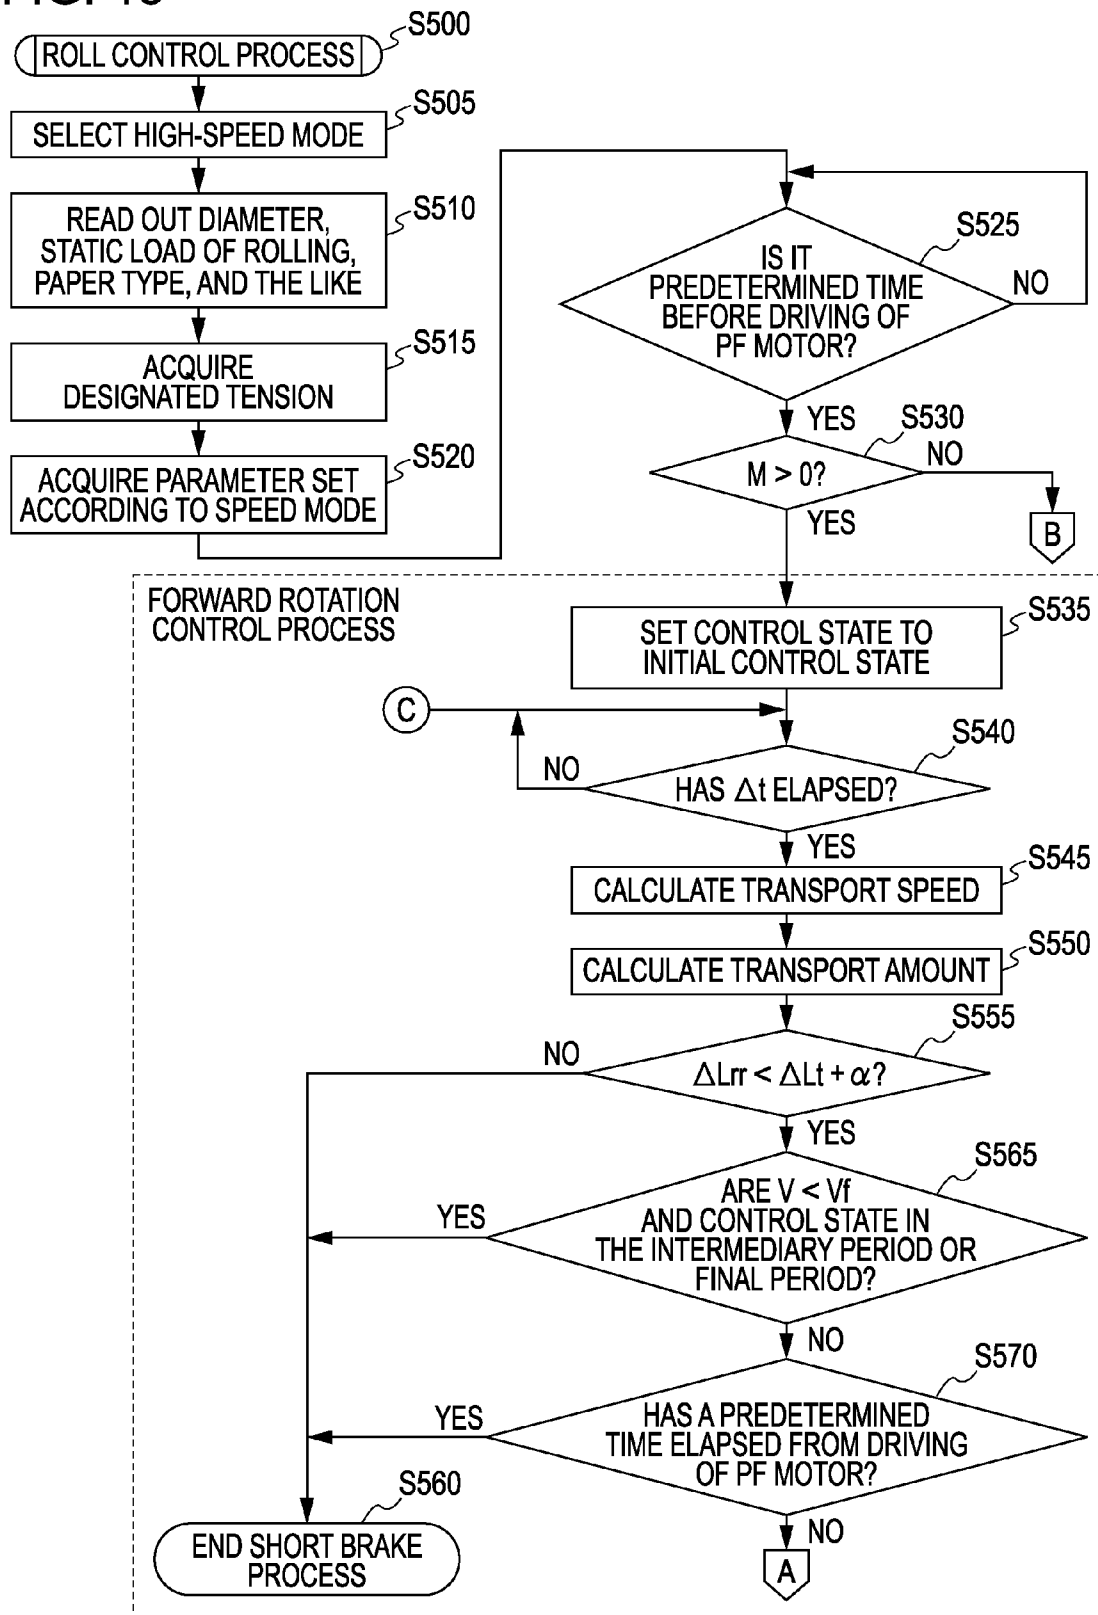 S500
ROLL CONTROL PROCESS
S505
SELECT HIGH-SPEED MODE
S510
READ OUT DIAMETER,
STATIC LOAD OF ROLLING,
PAPER TYPE, AND THE LIKE
S515
ACQUIRE
DESIGNATED TENSION
S520
ACQUIRE PARAMETER SET
ACCORDING TO SPEED MODE
S525
IS IT
PREDETERMINED TIME
BEFORE DRIVING OF
PF MOTOR?
NO
YES
S530
M > 0?
NO
B
YES
FORWARD ROTATION
CONTROL PROCESS
S535
SET CONTROL STATE TO
INITIAL CONTROL STATE
C
S540
HAS Δt ELAPSED?
NO
YES
S545
CALCULATE TRANSPORT SPEED
S550
CALCULATE TRANSPORT AMOUNT
S555
ΔLrr < ΔLt + α?
NO
YES
S565
ARE V < Vf
AND CONTROL STATE IN
THE INTERMEDIARY PERIOD OR
FINAL PERIOD?
YES
NO
S570
HAS A PREDETERMINED
TIME ELAPSED FROM DRIVING
OF PF MOTOR?
YES
NO
A
S560
END SHORT BRAKE
PROCESS